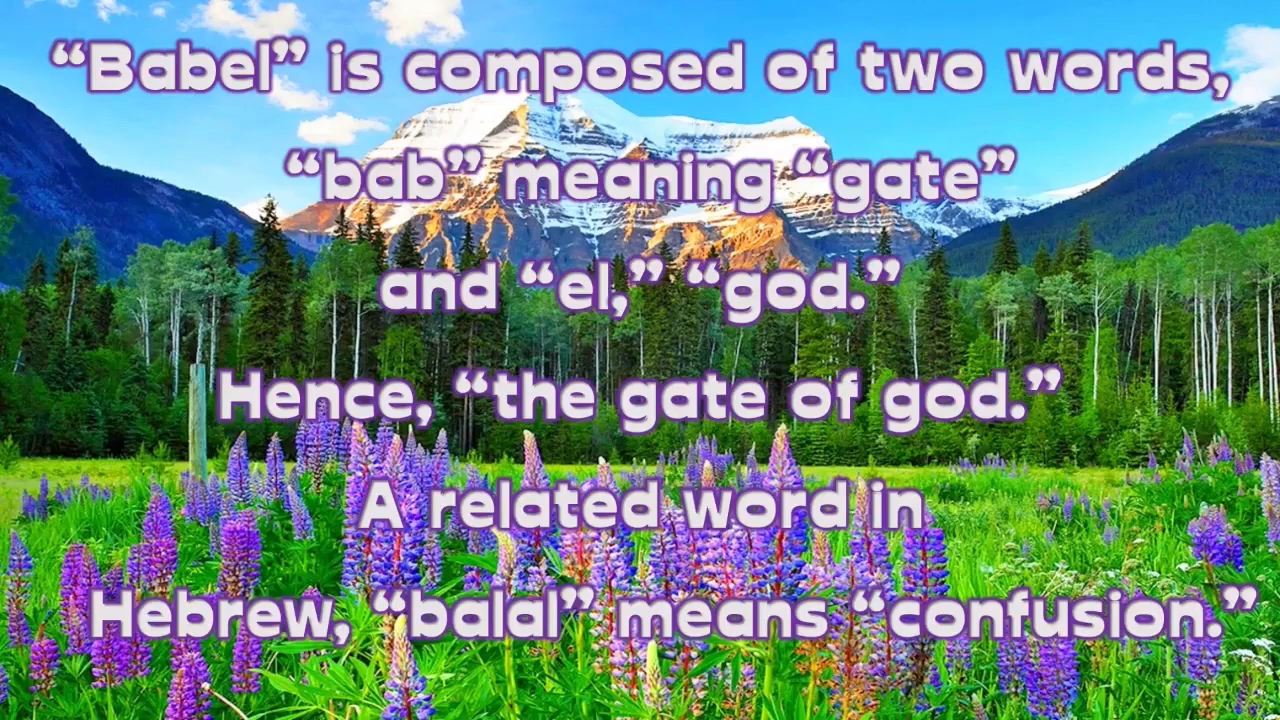 “Babel” is composed of two words,
“bab” meaning “gate”
and “el,” “god.”
Hence, “the gate of god.”
A related word in
Hebrew, “balal” means “confusion.”